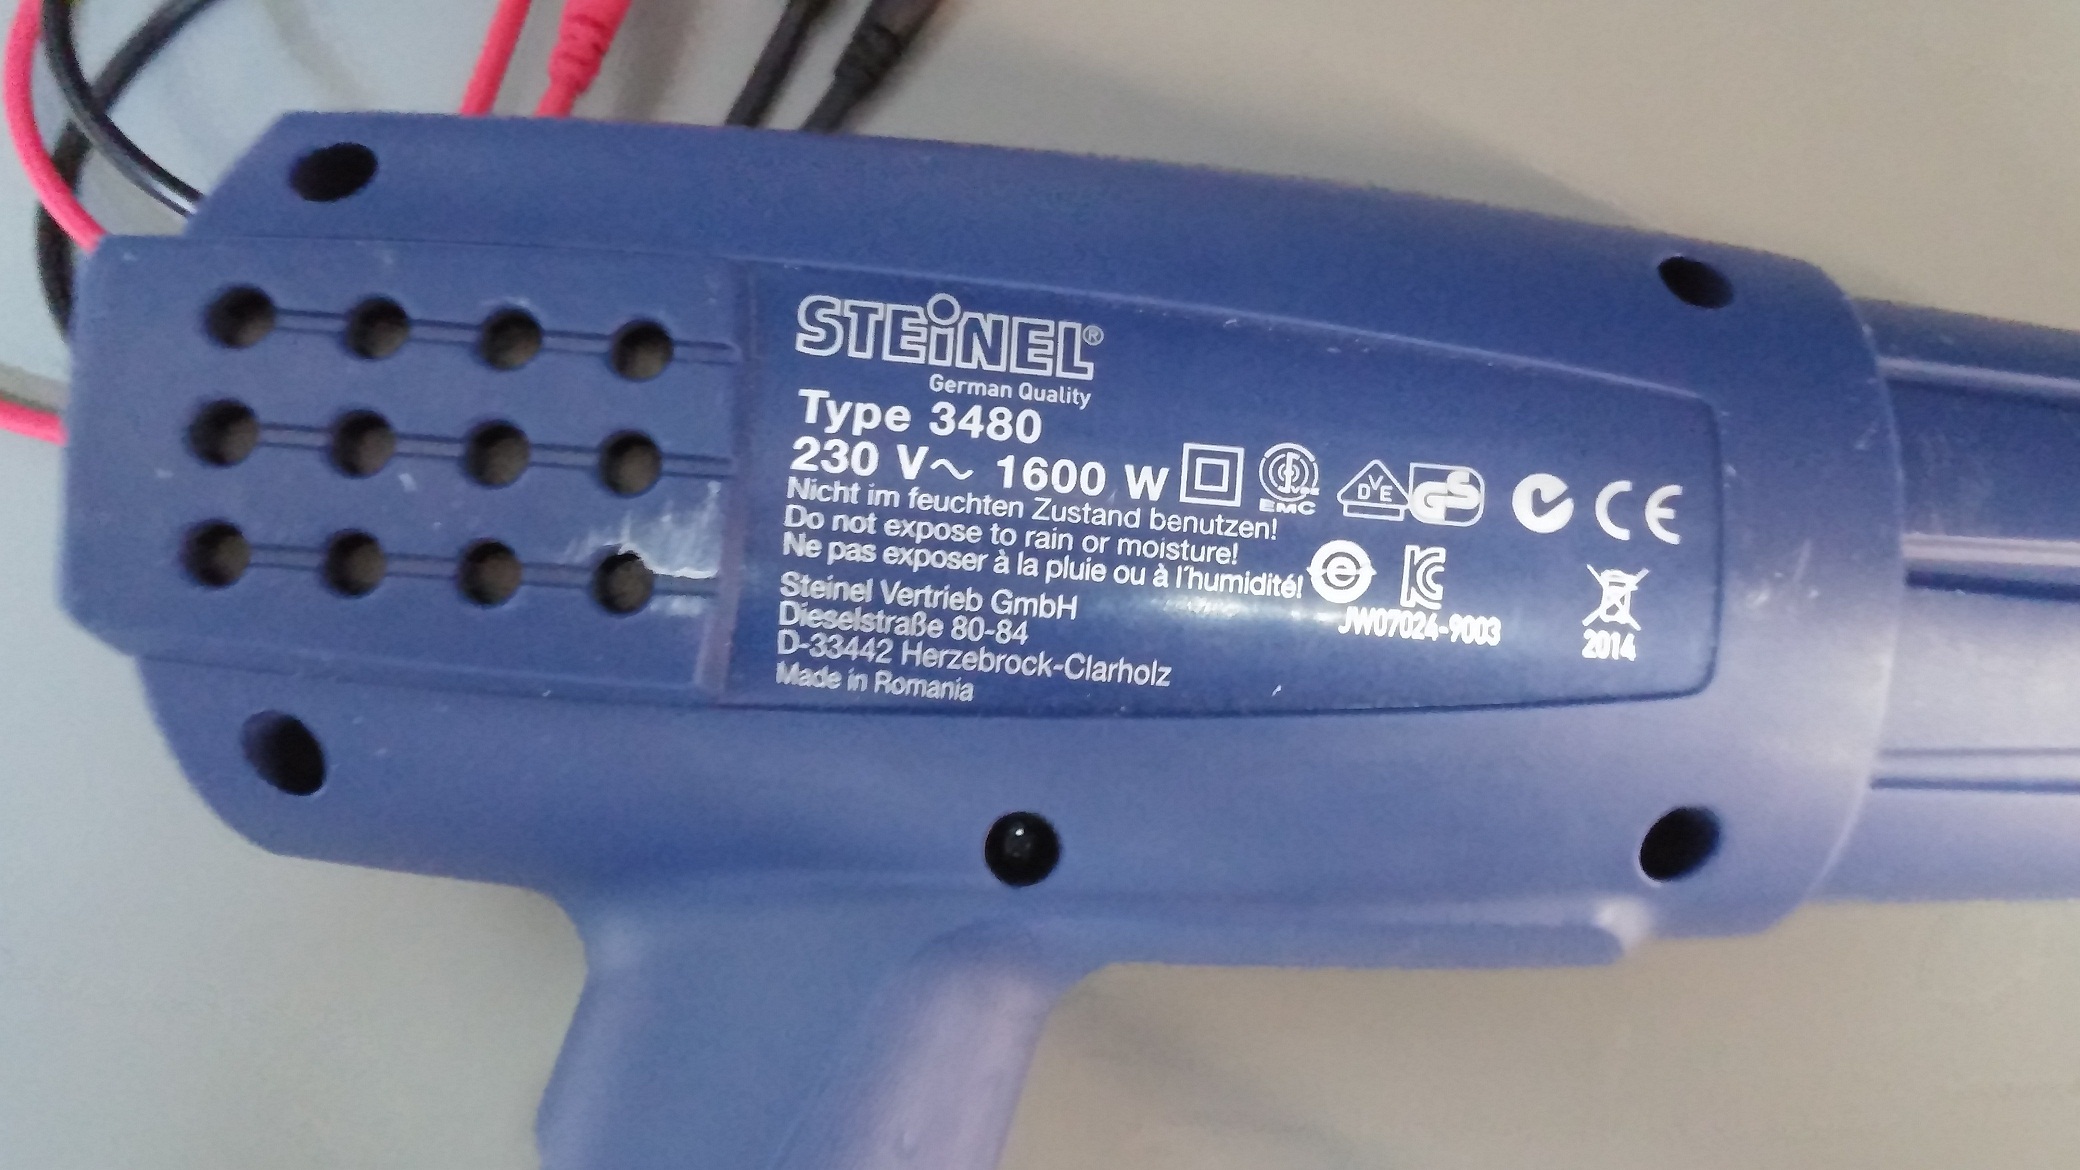 STEiNEL®
German Quality
Type 3480
230 V~ 1600 W
EMC
DVE
GS
CE
Nicht im feuchten Zustand benutzen!
Do not expose to rain or moisture!
Ne pas exposer à la pluie ou à l'humidité!
Steinel Vertrieb GmbH
Dieselstraße 80-84
D-33442 Herzebrock-Clarholz
Made in Romania
JW07024-9003
2014